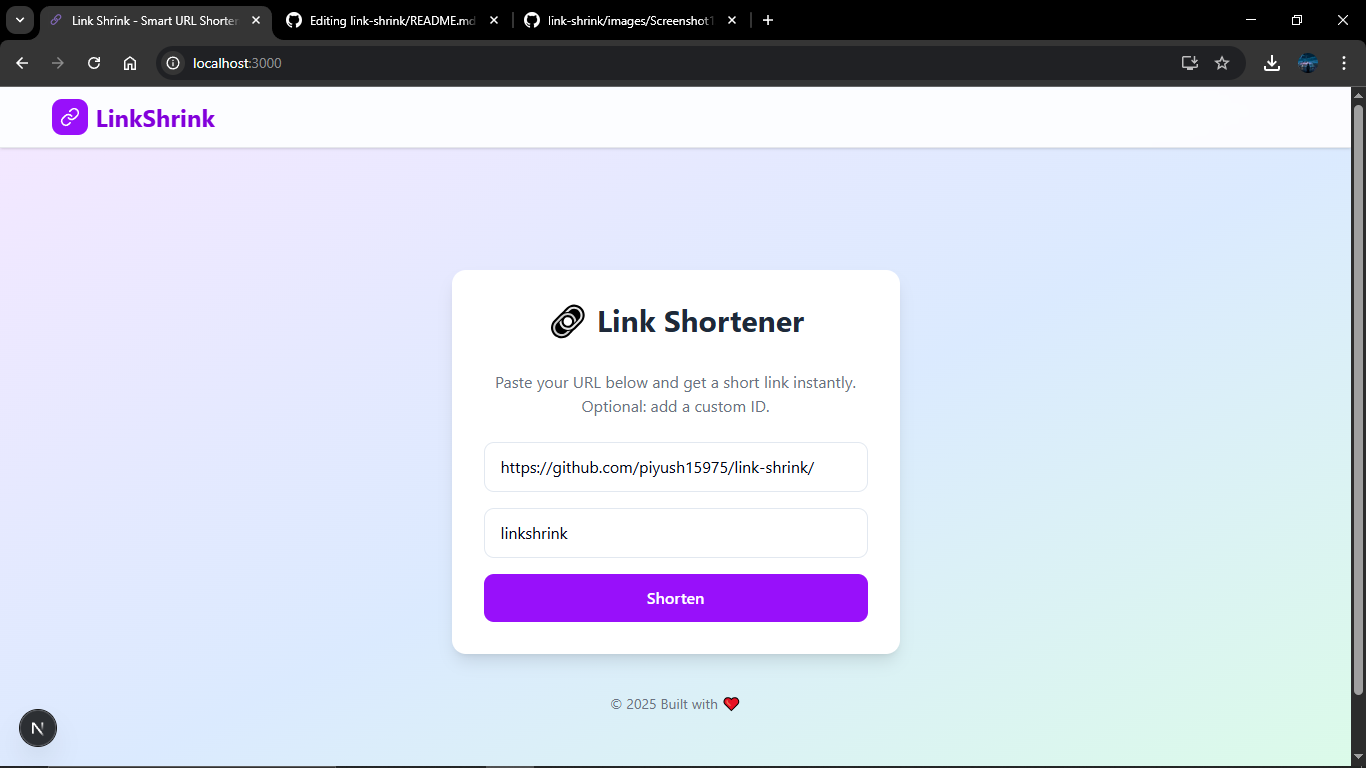 Link Shrink - Smart URL Shorter
Editing link-shrink/README.md
link-shrink/images/Screenshot1
localhost:3000
LinkShrink
Link Shortener
Paste your URL below and get a short link instantly.
Optional: add a custom ID.
https://github.com/piyush15975/link-shrink/
linkshrink
Shorten
© 2025 Built with ❤️
N